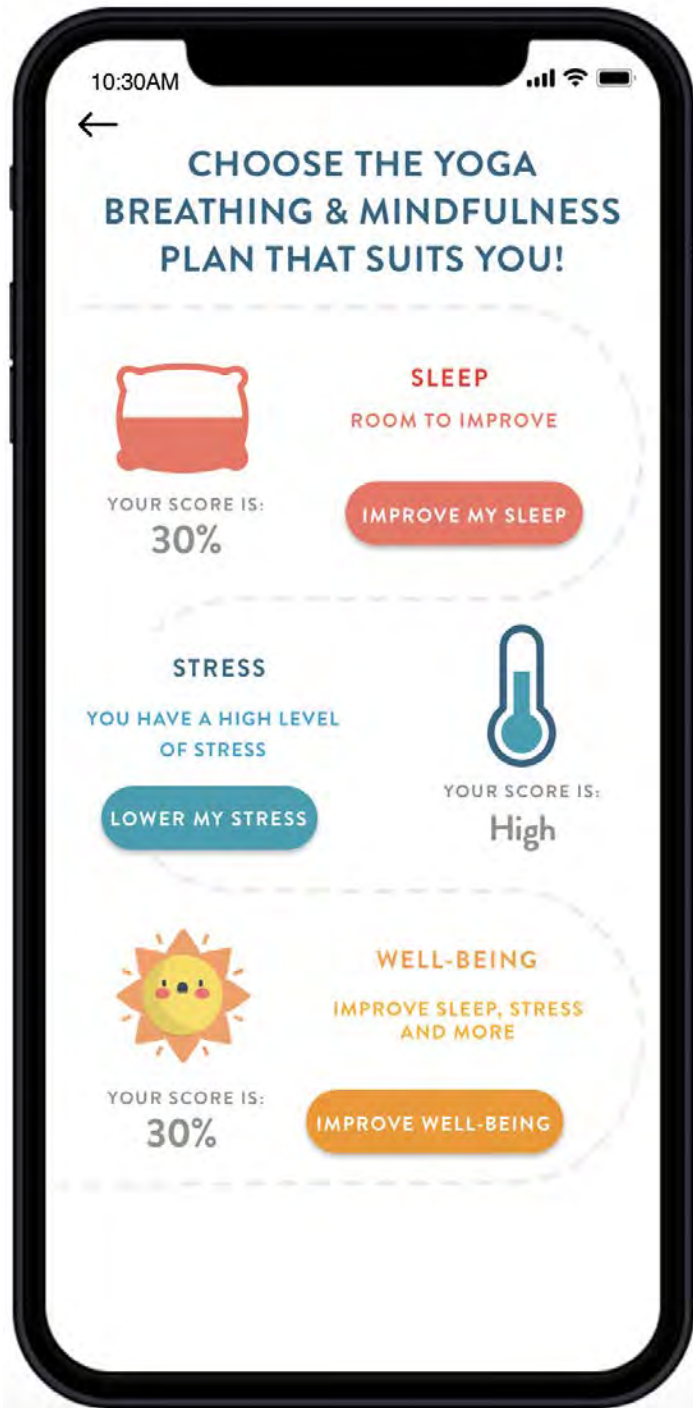 10:30AM
CHOOSE THE YOGA
BREATHING & MINDFULNESS
PLAN THAT SUITS YOU!
SLEEP
ROOM TO IMPROVE
YOUR SCORE IS:
30%
IMPROVE MY SLEEP
STRESS
YOU HAVE A HIGH LEVEL
OF STRESS
LOWER MY STRESS
YOUR SCORE IS:
High
WELL-BEING
IMPROVE SLEEP, STRESS
AND MORE
YOUR SCORE IS:
30%
IMPROVE WELL-BEING